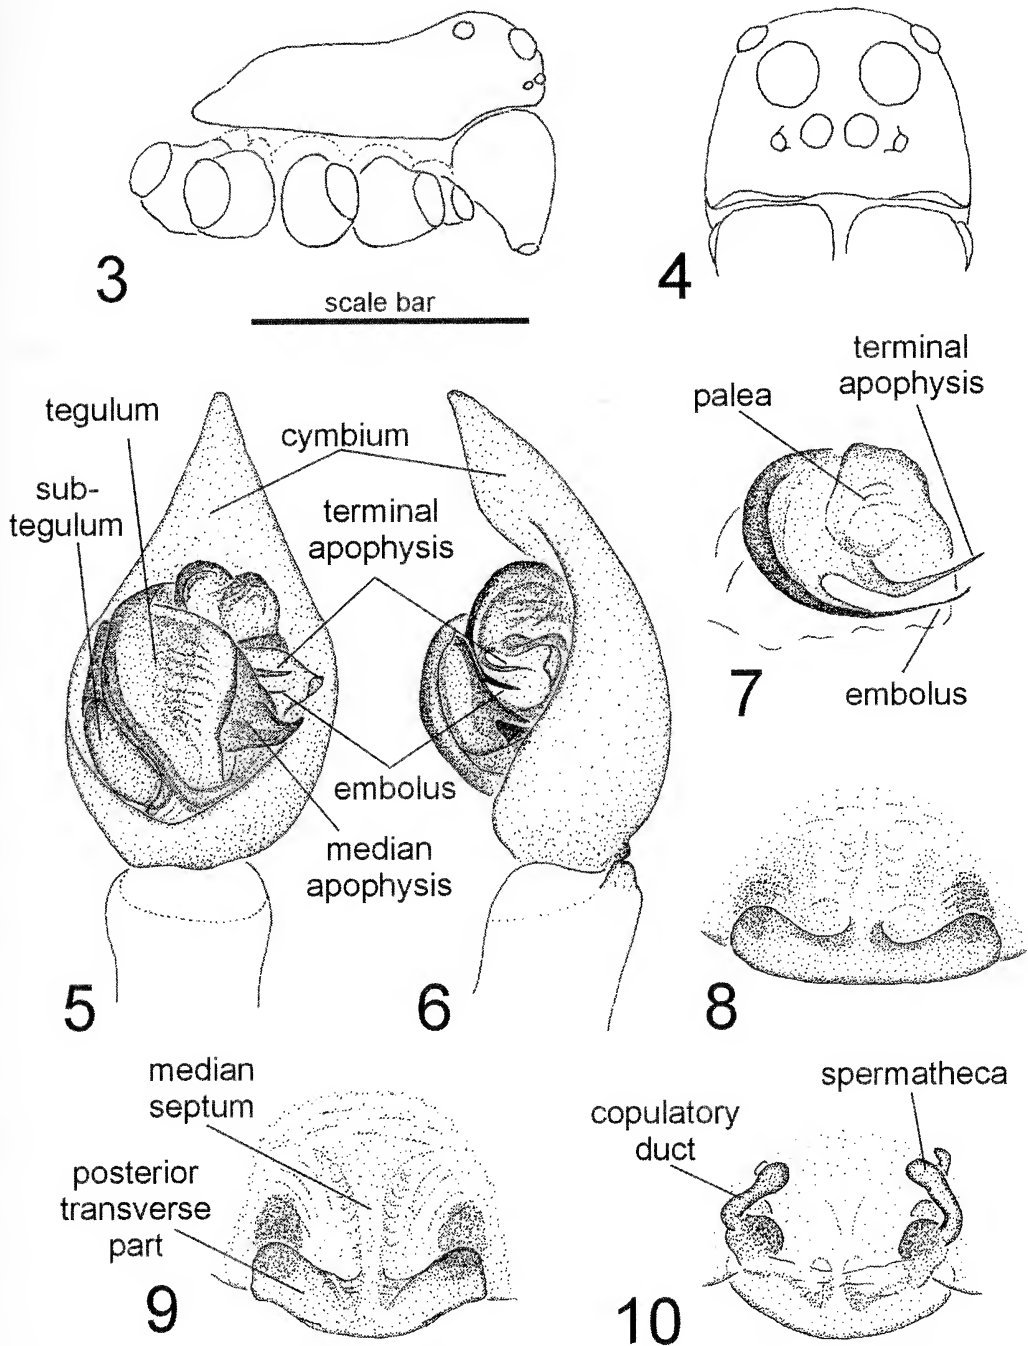 3
scale bar
4
terminal
apophysis
palea
7
embolus
tegulum
cymbium
sub-
tegulum
terminal
apophysis
embolus
median
apophysis
5
6
8
median
septum
posterior
transverse
part
9
spermatheca
copulatory
duct
10